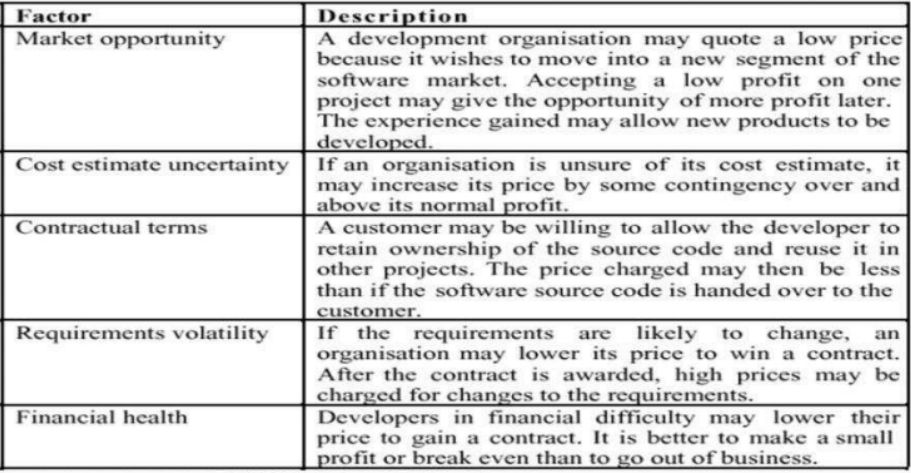 Factor Description
Market opportunity A development organisation may quote a low price
because it wishes to move into a new segment of the
software market. Accepting a low profit on one
project may give the opportunity of more profit later.
The experience gained may allow new products to be
developed.
Cost estimate uncertainty If an organisation is unsure of its cost estimate, it
may increase its price by some contingency over and
above its normal profit.
Contractual terms A customer may be willing to allow the developer to
retain ownership of the source code and reuse it in
other projects. The price charged may then be less
than if the software source code is handed over to the
customer.
Requirements volatility If the requirements are likely to change, an
organisation may lower its price to win a contract.
After the contract is awarded, high prices may be
charged for changes to the requirements.
Financial health Developers in financial difficulty may lower their
price to gain a contract. It is better to make a small
profit or break even than to go out of business.